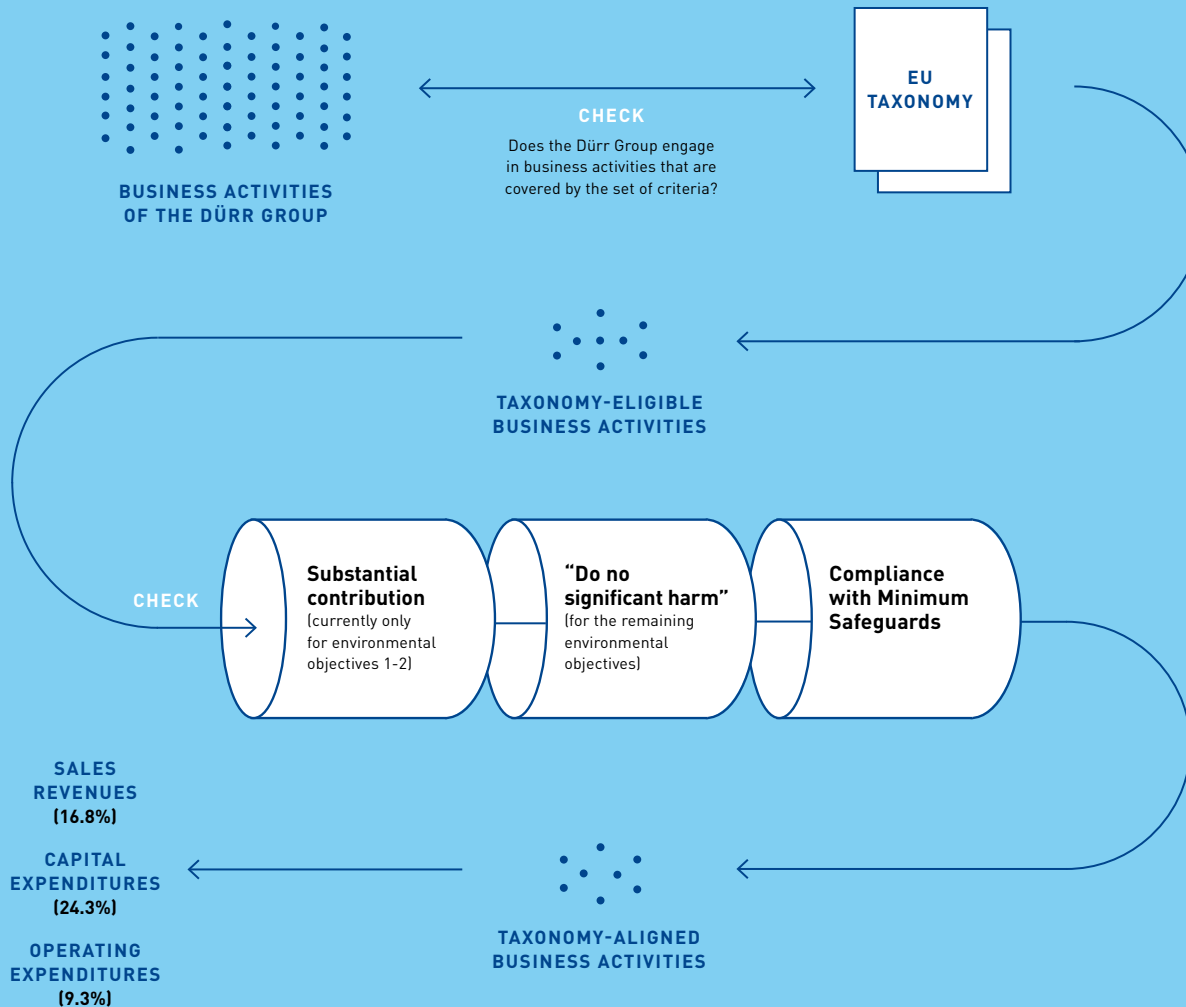 EU
TAXONOMY
CHECK
Does the Dürr Group engage
in business activities that are
covered by the set of criteria?
BUSINESS ACTIVITIES
OF THE DÜRR GROUP
TAXONOMY-ELIGIBLE
BUSINESS ACTIVITIES
CHECK
Substantial
contribution
(currently only
for environmental
objectives 1-2)
“Do no
significant harm”
(for the remaining
environmental
objectives)
Compliance
with Minimum
Safeguards
SALES
REVENUES
(16.8%)
CAPITAL
EXPENDITURES
(24.3%)
OPERATING
EXPENDITURES
(9.3%)
TAXONOMY-ALIGNED
BUSINESS ACTIVITIES